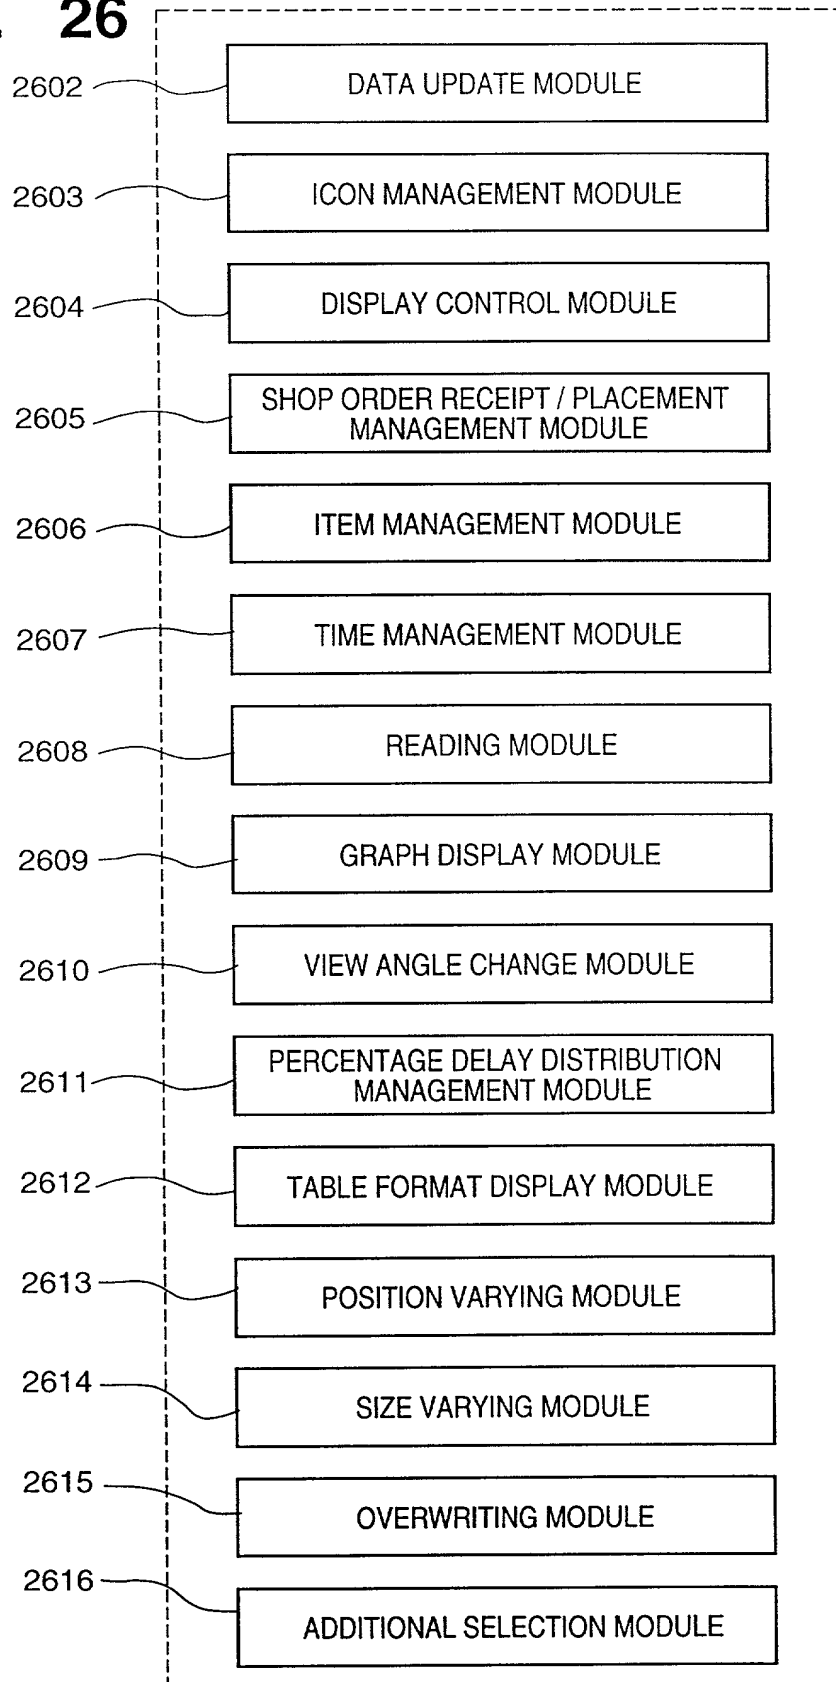 26
2602 DATA UPDATE MODULE
2603 ICON MANAGEMENT MODULE
2604 DISPLAY CONTROL MODULE
2605 SHOP ORDER RECEIPT / PLACEMENT
MANAGEMENT MODULE
2606 ITEM MANAGEMENT MODULE
2607 TIME MANAGEMENT MODULE
2608 READING MODULE
2609 GRAPH DISPLAY MODULE
2610 VIEW ANGLE CHANGE MODULE
2611 PERCENTAGE DELAY DISTRIBUTION
MANAGEMENT MODULE
2612 TABLE FORMAT DISPLAY MODULE
2613 POSITION VARYING MODULE
2614 SIZE VARYING MODULE
2615 OVERWRITING MODULE
2616 ADDITIONAL SELECTION MODULE